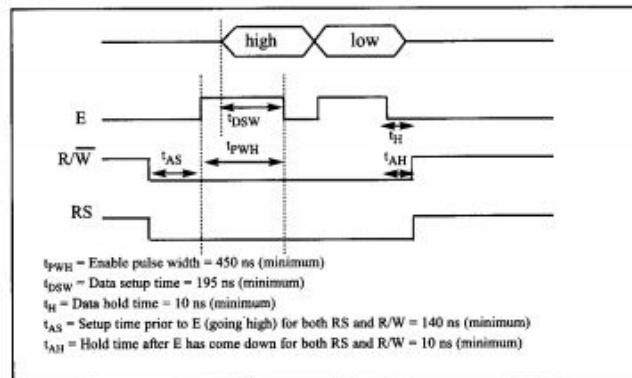 high low
E
tDSW
tH
tPWH
R/W̅
tAS
tAH
RS
tPWH = Enable pulse width = 450 ns (minimum)
tDSW = Data setup time = 195 ns (minimum)
tH = Data hold time = 10 ns (minimum)
tAS = Setup time prior to E (going high) for both RS and R/W = 140 ns (minimum)
tAH = Hold time after E has come down for both RS and R/W = 10 ns (minimum)